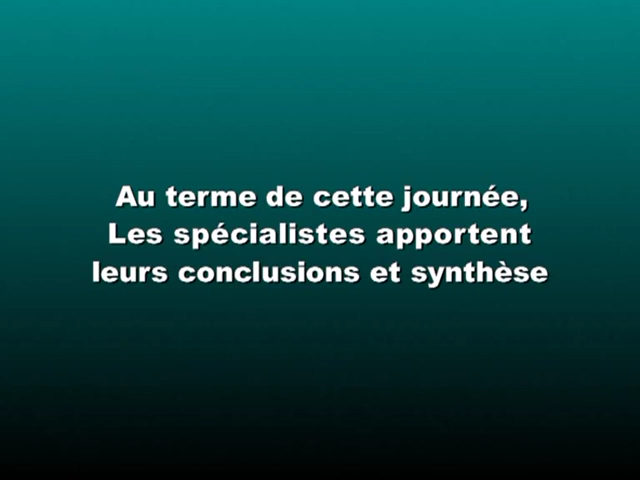 Au terme de cette journée,
Les spécialistes apportent
leurs conclusions et synthèse